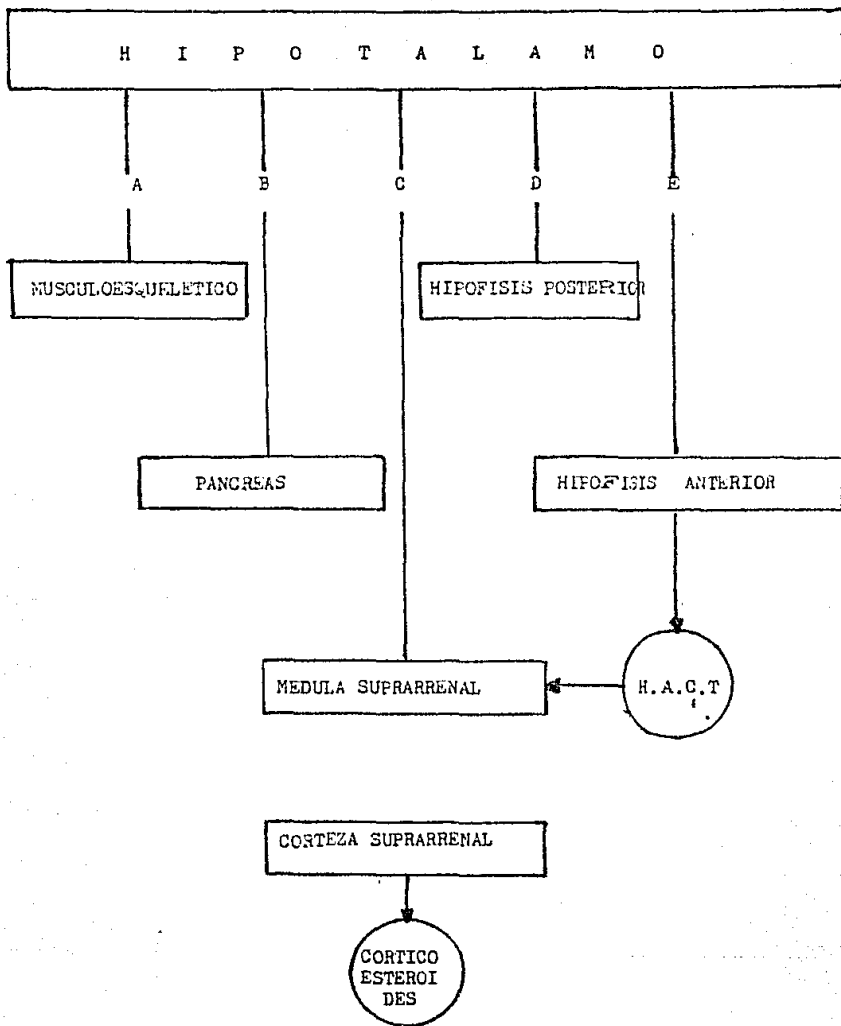 H I P O T A L A M O
A B C D E
MUSCULOESQUELETICO
HIPOFISIS POSTERIOR
PANCREAS
HIPOFISIS ANTERIOR
MEDULA SUPRARRENAL
H.A.C.T
CORTEZA SUPRARRENAL
CORTICO
ESTEROI
DES